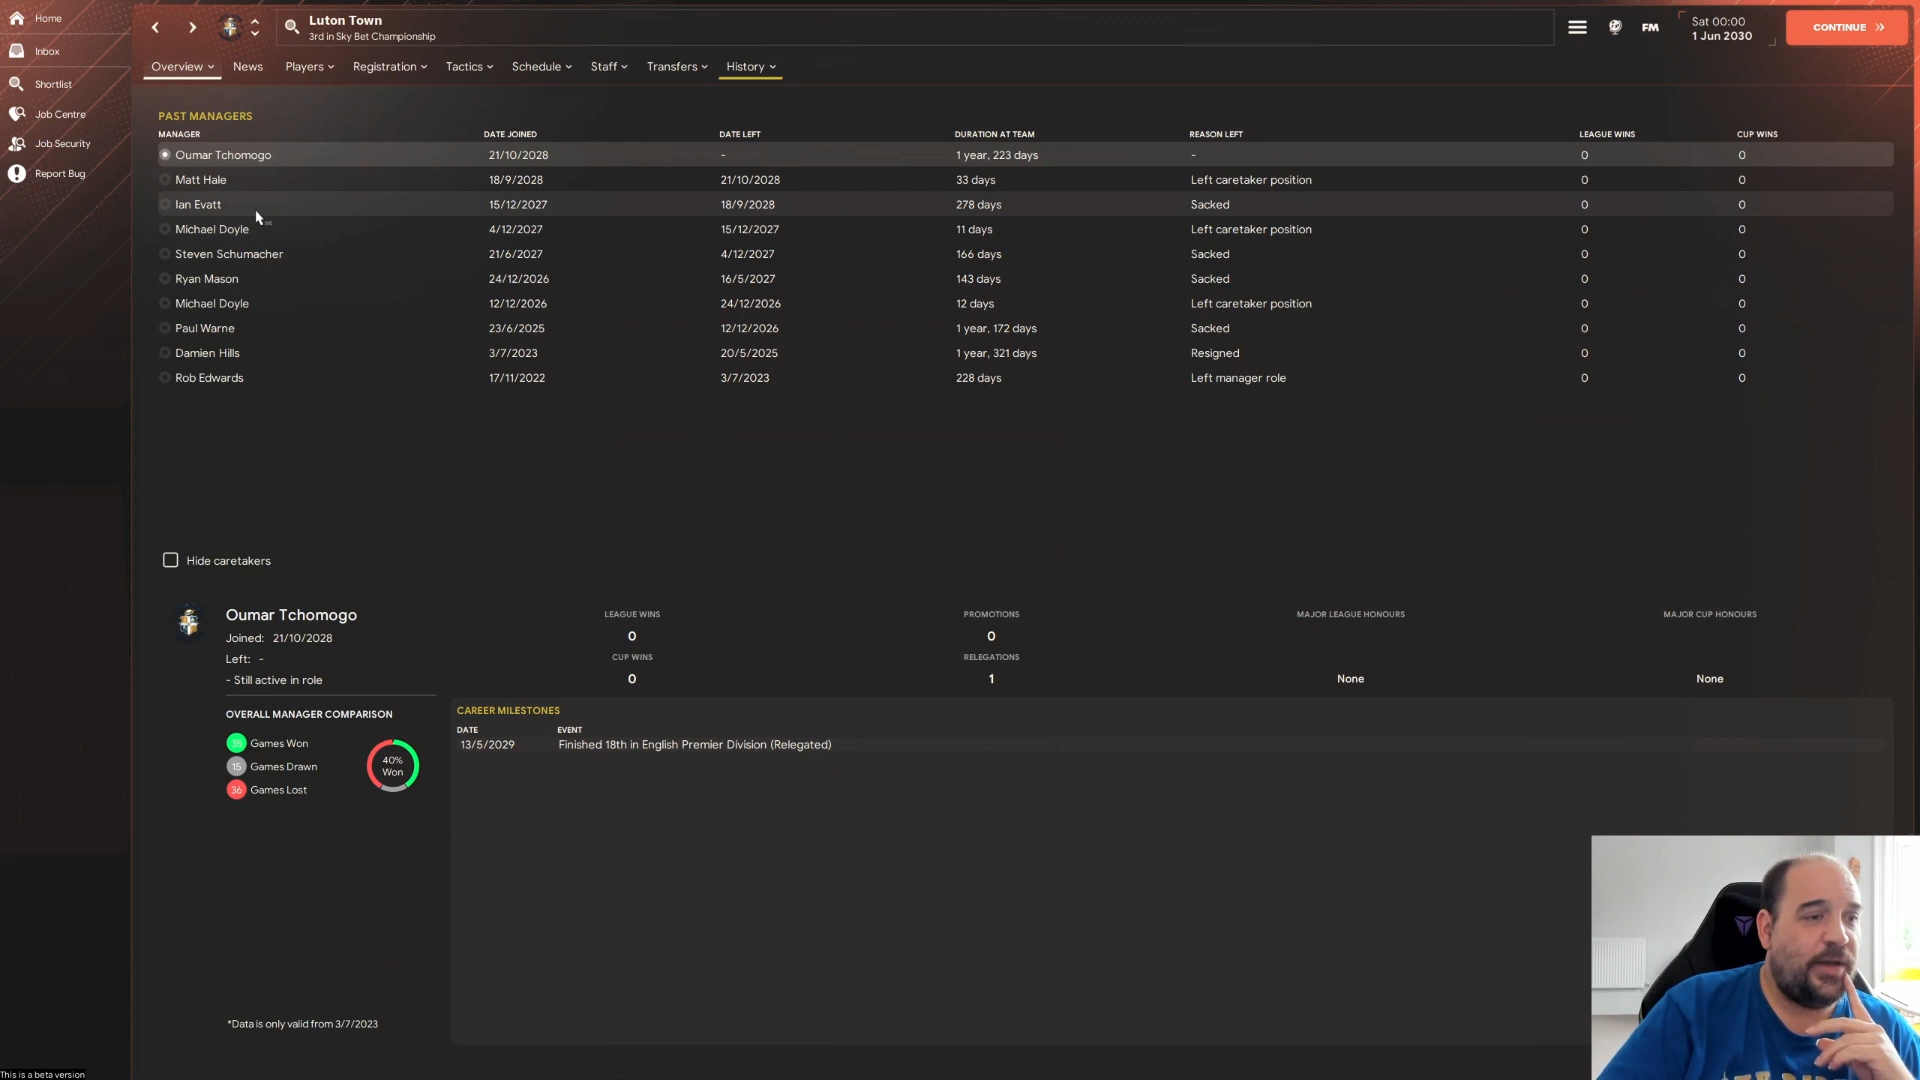 Home
Inbox
Shortlist
Job Centre
Job Security
Report Bug
Luton Town
3rd in Sky Bet Championship
FM
Sat 00:00
1 Jun 2030
CONTINUE
Overview News Players Registration Tactics Schedule Staff Transfers History
PAST MANAGERS
MANAGER DATE JOINED DATE LEFT DURATION AT TEAM REASON LEFT LEAGUE WINS CUP WINS
Oumar Tchomogo 21/10/2028 - 1 year, 223 days - 0 0
Matt Hale 18/9/2028 21/10/2028 33 days Left caretaker position 0 0
Ian Evatt 15/12/2027 18/9/2028 278 days Sacked 0 0
Michael Doyle 4/12/2027 15/12/2027 11 days Left caretaker position 0 0
Steven Schumacher 21/6/2027 4/12/2027 166 days Sacked 0 0
Ryan Mason 24/12/2026 16/5/2027 143 days Sacked 0 0
Michael Doyle 12/12/2026 24/12/2026 12 days Left caretaker position 0 0
Paul Warne 23/6/2025 12/12/2026 1 year, 172 days Sacked 0 0
Damien Hills 3/7/2023 20/5/2025 1 year, 321 days Resigned 0 0
Rob Edwards 17/11/2022 3/7/2023 228 days Left manager role 0 0
Hide caretakers
Oumar Tchomogo
Joined: 21/10/2028
Left: -
- Still active in role
LEAGUE WINS PROMOTIONS MAJOR LEAGUE HONOURS MAJOR CUP HONOURS
0 0
CUP WINS RELEGATIONS
0 1 None None
OVERALL MANAGER COMPARISON
Games Won
15 Games Drawn
36 Games Lost
40%
Won
CAREER MILESTONES
DATE EVENT
13/5/2029 Finished 18th in English Premier Division (Relegated)
*Data is only valid from 3/7/2023
This is a beta version